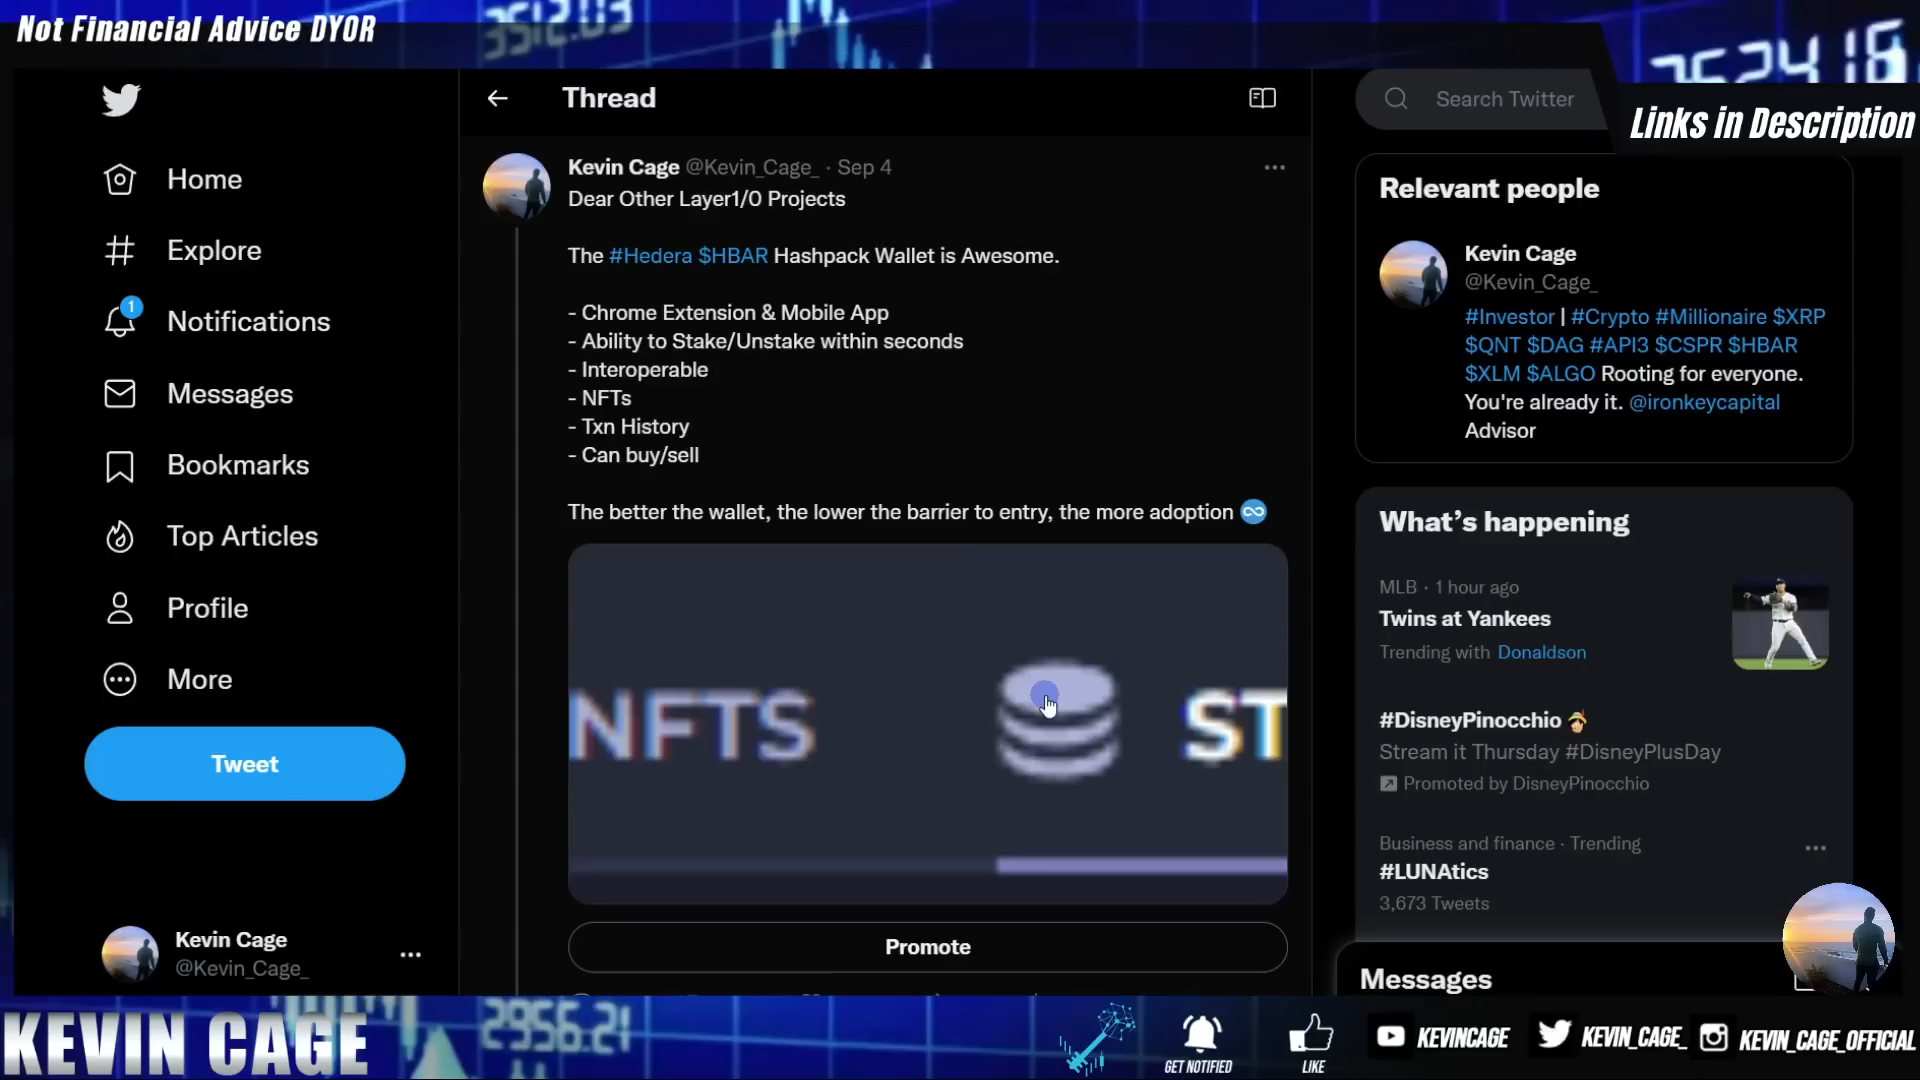 Not Financial Advice DYOR
3512.03
Links in Description
Home
Explore
1
Notifications
Messages
Bookmarks
Top Articles
Profile
More
Tweet
Kevin Cage
@Kevin_Cage_
Thread
Kevin Cage @Kevin_Cage_ · Sep 4
Dear Other Layer1/0 Projects
The #Hedera $HBAR Hashpack Wallet is Awesome.
- Chrome Extension & Mobile App
- Ability to Stake/Unstake within seconds
- Interoperable
- NFTs
- Txn History
- Can buy/sell
The better the wallet, the lower the barrier to entry, the more adoption
NFTS
ST
Promote
Search Twitter
Relevant people
Kevin Cage
@Kevin_Cage_
#Investor | #Crypto #Millionaire $XRP
$QNT $DAG #API3 $CSPR $HBAR
$XLM $ALGO Rooting for everyone.
You're already it. @ironkeycapital
Advisor
What's happening
MLB · 1 hour ago
Twins at Yankees
Trending with Donaldson
#DisneyPinocchio
Stream it Thursday #DisneyPlusDay
Promoted by DisneyPinocchio
Business and finance · Trending
#LUNAtics
3,673 Tweets
Messages
KEVIN CAGE
2956.21
GET NOTIFIED
LIKE
KEVINCAGE
KEVIN_CAGE_
KEVIN_CAGE_OFFICIAL